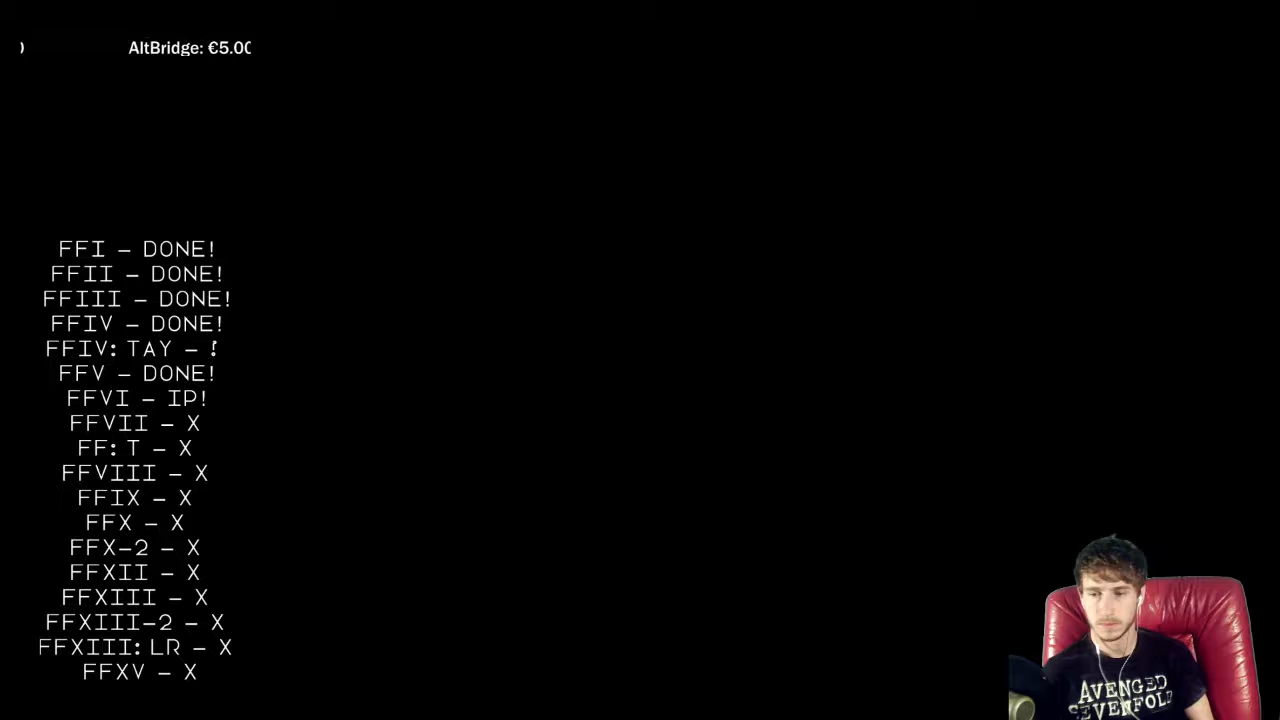 ) AltBridge: €5.00
FFI – DONE!
FFII – DONE!
FFIII – DONE!
FFIV – DONE!
FFIV: TAY – !
FFV – DONE!
FFVI – IP!
FFVII – X
FF: T – X
FFVIII – X
FFIX – X
FFX – X
FFX-2 – X
FFXII – X
FFXIII – X
FFXIII-2 – X
FFXIII: LR – X
FFXV – X
AVENGED
SEVENFOLD